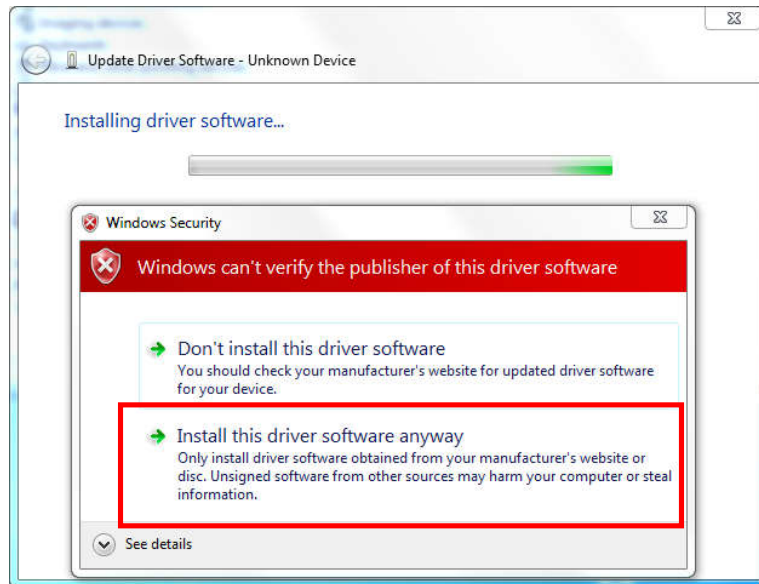 Update Driver Software - Unknown Device
Installing driver software...
Windows Security
Windows can't verify the publisher of this driver software
Don't install this driver software
You should check your manufacturer's website for updated driver software
for your device.
Install this driver software anyway
Only install driver software obtained from your manufacturer's website or
disc. Unsigned software from other sources may harm your computer or steal
information.
See details